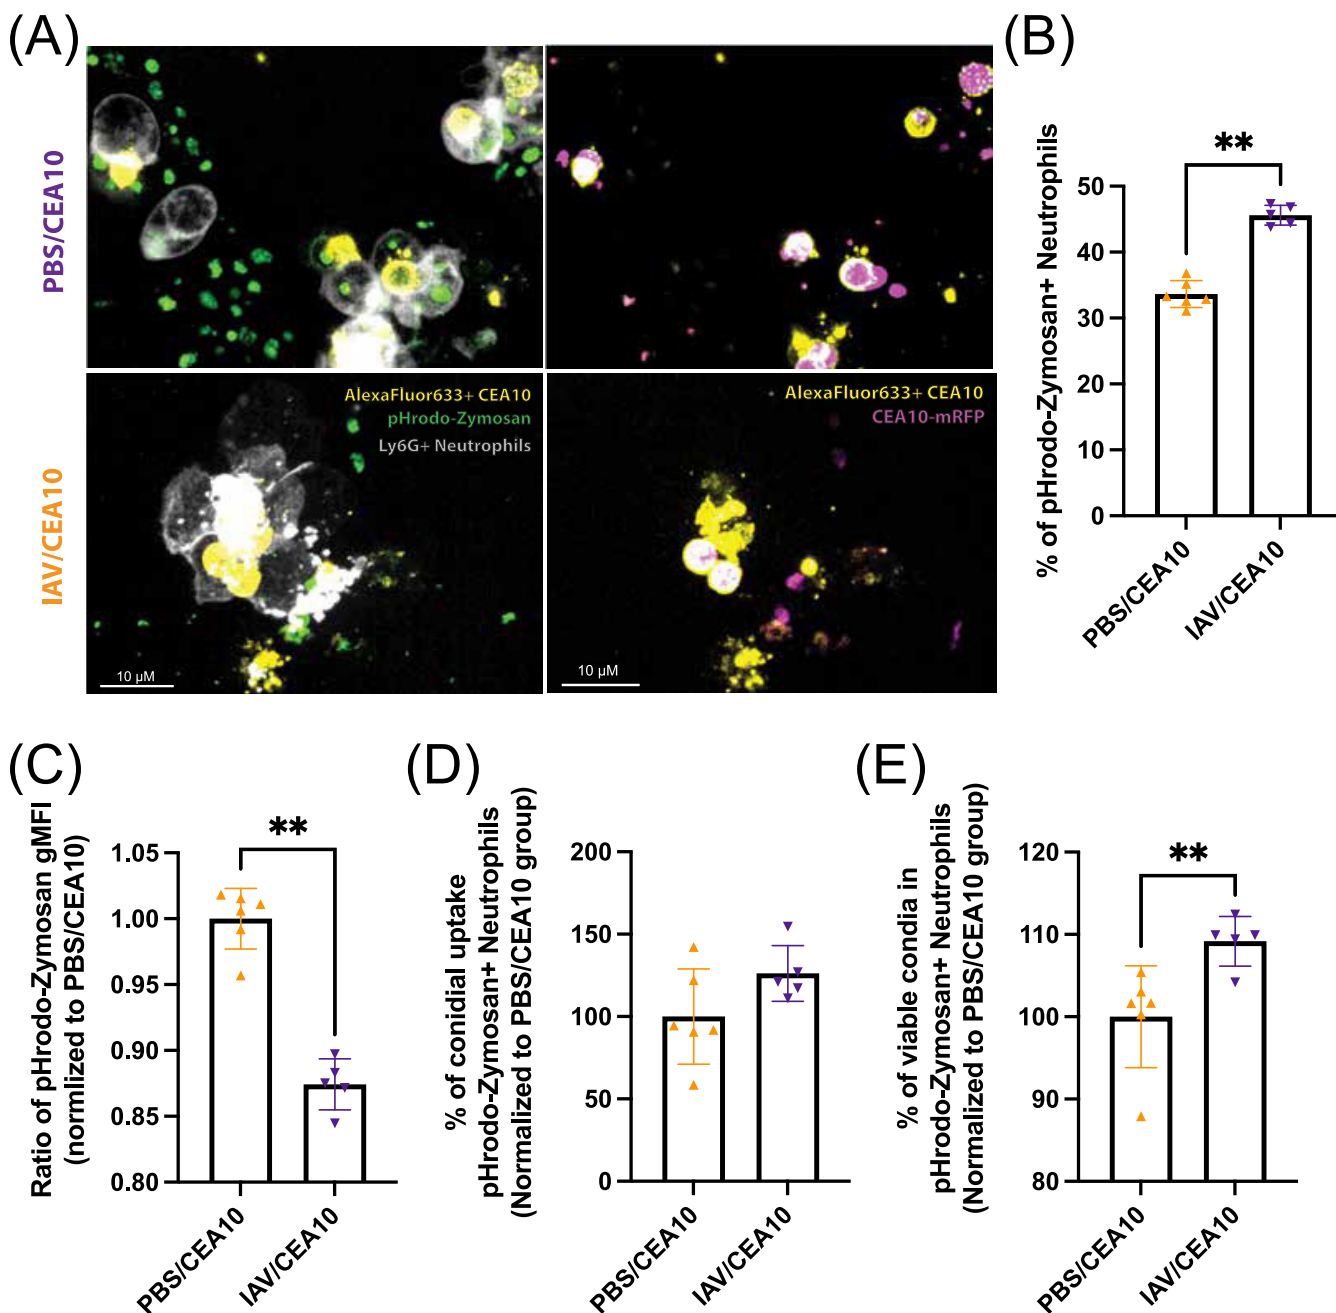 (A)
PBS/CEA10
IAV/CEA10
AlexaFluor633+ CEA10
pHrodo-Zymosan
Ly6G+ Neutrophils
10 µM
AlexaFluor633+ CEA10
CEA10-mRFP
10 µM
(B)
% of pHrodo-Zymosan+ Neutrophils
50
40
30
20
10
0
**
PBS/CEA10
IAV/CEA10
(C)
Ratio of pHrodo-Zymosan gMFI
(normlized to PBS/CEA10)
1.05
1.00
0.95
0.90
0.85
0.80
**
PBS/CEA10
IAV/CEA10
(D)
% of conidial uptake
pHrodo-Zymosan+ Neutrophils
(Normalized to PBS/CEA10 group)
200
150
100
50
0
PBS/CEA10
IAV/CEA10
(E)
% of viable condia in
pHrodo-Zymosan+ Neutrophils
(Normalized to PBS/CEA10 group)
120
110
100
90
80
**
PBS/CEA10
IAV/CEA10